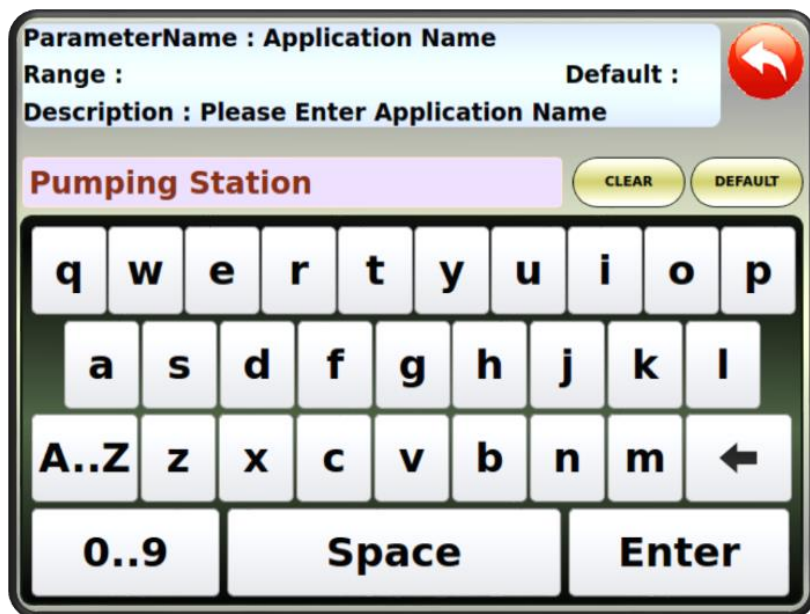 ParameterName : Application Name
Range : Default :
Description : Please Enter Application Name
Pumping Station CLEAR DEFAULT
q w e r t y u i o p
a s d f g h j k l
A..Z z x c v b n m
0..9 Space Enter